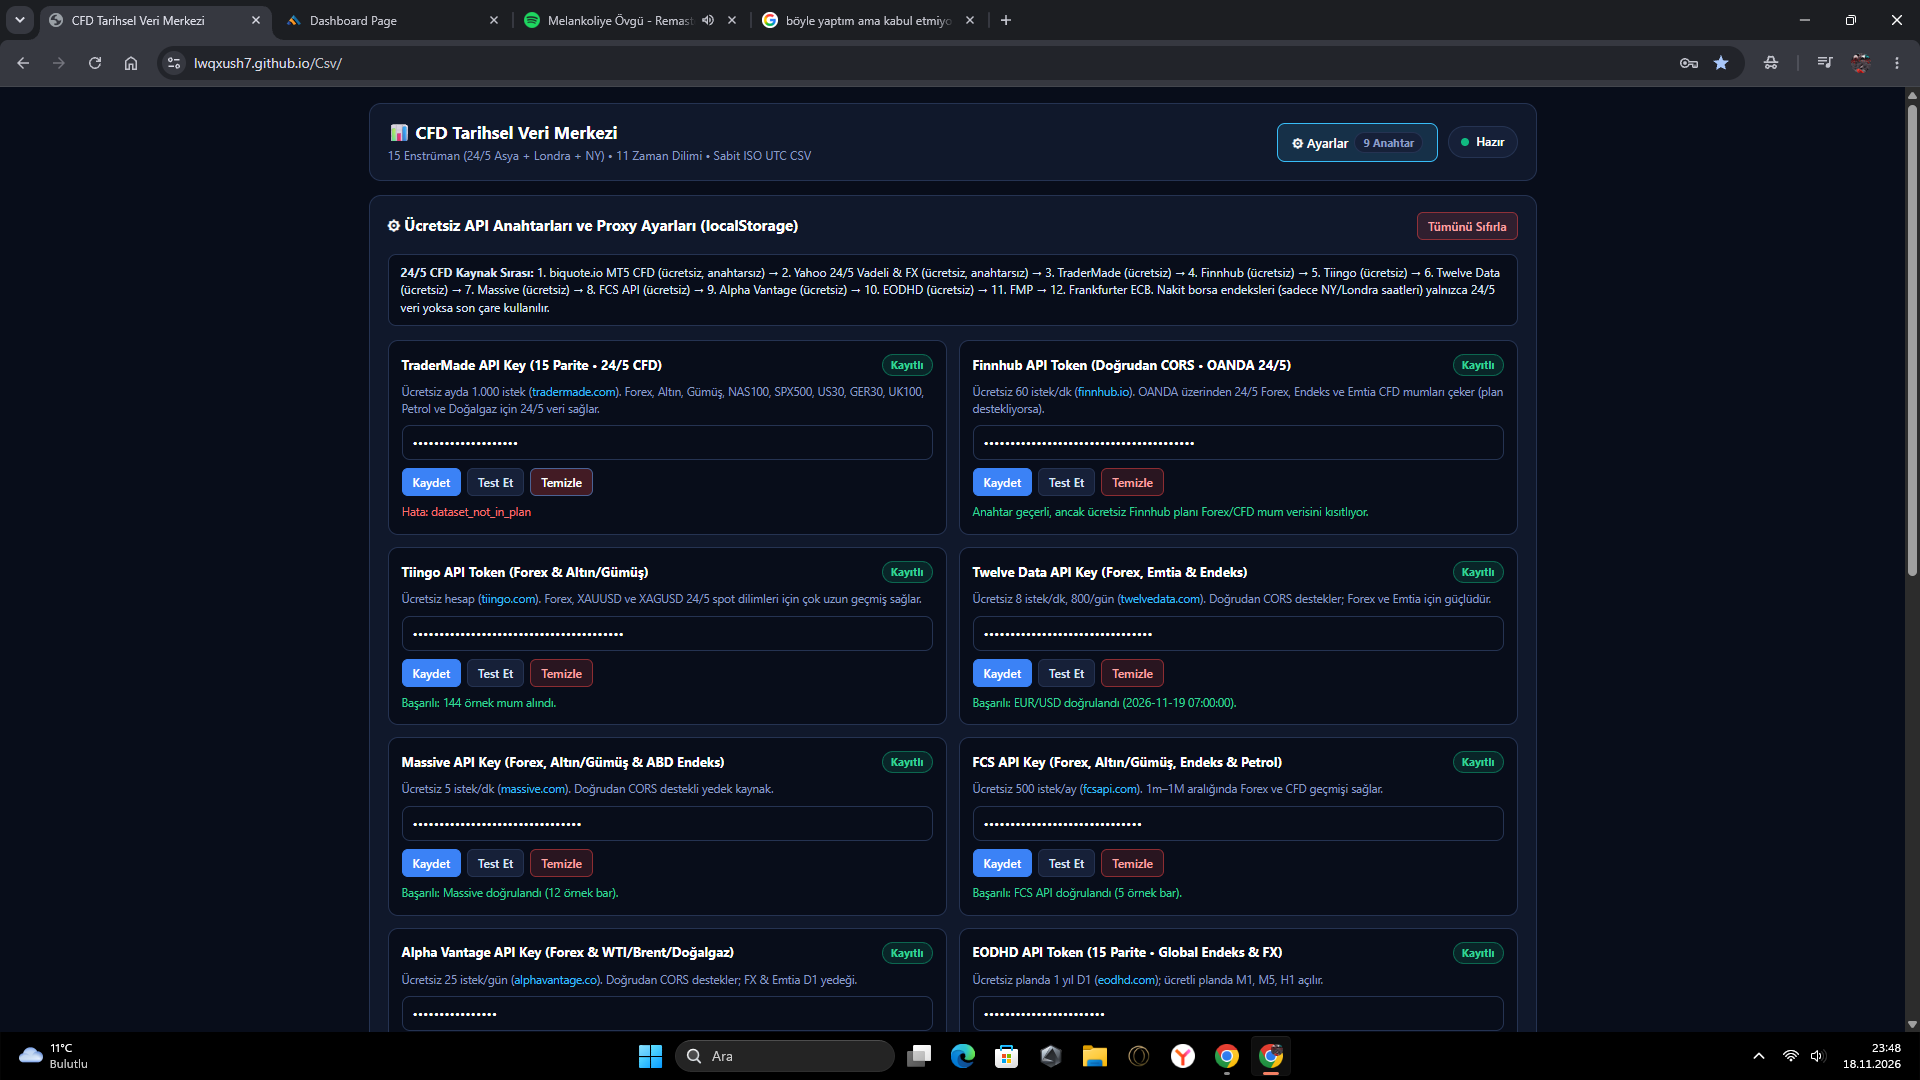 CFD Tarihsel Veri Merkezi
Dashboard Page
Melankoliye Övgü - Remast
böyle yaptım ama kabul etmiyo
lwqxush7.github.io/Csv/
CFD Tarihsel Veri Merkezi
15 Enstrüman (24/5 Asya + Londra + NY) • 11 Zaman Dilimi • Sabit ISO UTC CSV
Ayarlar 9 Anahtar
Hazır
Ücretsiz API Anahtarları ve Proxy Ayarları (localStorage)
Tümünü Sıfırla
24/5 CFD Kaynak Sırası: 1. biquote.io MT5 CFD (ücretsiz, anahtarsız) → 2. Yahoo 24/5 Vadeli & FX (ücretsiz, anahtarsız) → 3. TraderMade (ücretsiz) → 4. Finnhub (ücretsiz) → 5. Tiingo (ücretsiz) → 6. Twelve Data
(ücretsiz) → 7. Massive (ücretsiz) → 8. FCS API (ücretsiz) → 9. Alpha Vantage (ücretsiz) → 10. EODHD (ücretsiz) → 11. FMP → 12. Frankfurter ECB. Nakit borsa endeksleri (sadece NY/Londra saatleri) yalnızca 24/5
veri yoksa son çare kullanılır.
TraderMade API Key (15 Parite • 24/5 CFD)
Kayıtlı
Ücretsiz ayda 1.000 istek (tradermade.com). Forex, Altın, Gümüş, NAS100, SPX500, US30, GER30, UK100,
Petrol ve Doğalgaz için 24/5 veri sağlar.
Kaydet
Test Et
Temizle
Hata: dataset_not_in_plan
Finnhub API Token (Doğrudan CORS • OANDA 24/5)
Kayıtlı
Ücretsiz 60 istek/dk (finnhub.io). OANDA üzerinden 24/5 Forex, Endeks ve Emtia CFD mumları çeker (plan
destekliyorsa).
Kaydet
Test Et
Temizle
Anahtar geçerli, ancak ücretsiz Finnhub planı Forex/CFD mum verisini kısıtlıyor.
Tiingo API Token (Forex & Altın/Gümüş)
Kayıtlı
Ücretsiz hesap (tiingo.com). Forex, XAUUSD ve XAGUSD 24/5 spot dilimleri için çok uzun geçmiş sağlar.
Kaydet
Test Et
Temizle
Başarılı: 144 örnek mum alındı.
Twelve Data API Key (Forex, Emtia & Endeks)
Kayıtlı
Ücretsiz 8 istek/dk, 800/gün (twelvedata.com). Doğrudan CORS destekler; Forex ve Emtia için güçlüdür.
Kaydet
Test Et
Temizle
Başarılı: EUR/USD doğrulandı (2026-11-19 07:00:00).
Massive API Key (Forex, Altın/Gümüş & ABD Endeks)
Kayıtlı
Ücretsiz 5 istek/dk (massive.com). Doğrudan CORS destekli yedek kaynak.
Kaydet
Test Et
Temizle
Başarılı: Massive doğrulandı (12 örnek bar).
FCS API Key (Forex, Altın/Gümüş, Endeks & Petrol)
Kayıtlı
Ücretsiz 500 istek/ay (fcsapi.com). 1m–1M aralığında Forex ve CFD geçmişi sağlar.
Kaydet
Test Et
Temizle
Başarılı: FCS API doğrulandı (5 örnek bar).
Alpha Vantage API Key (Forex & WTI/Brent/Doğalgaz)
Kayıtlı
Ücretsiz 25 istek/gün (alphavantage.co). Doğrudan CORS destekler; FX & Emtia D1 yedeği.
EODHD API Token (15 Parite • Global Endeks & FX)
Kayıtlı
Ücretsiz planda 1 yıl D1 (eodhd.com); ücretli planda M1, M5, H1 açılır.
11°C
Bulutlu
Ara
23:48
18.11.2026